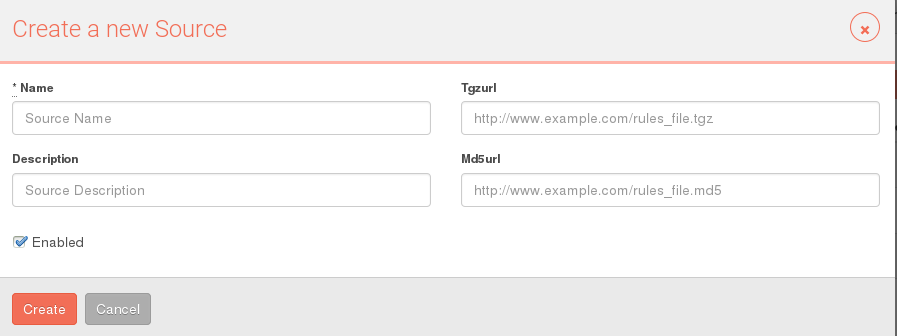 Create a new Source
* Name
Source Name
Tgzurl
http://www.example.com/rules_file.tgz
Description
Source Description
Md5url
http://www.example.com/rules_file.md5
Enabled
Create
Cancel